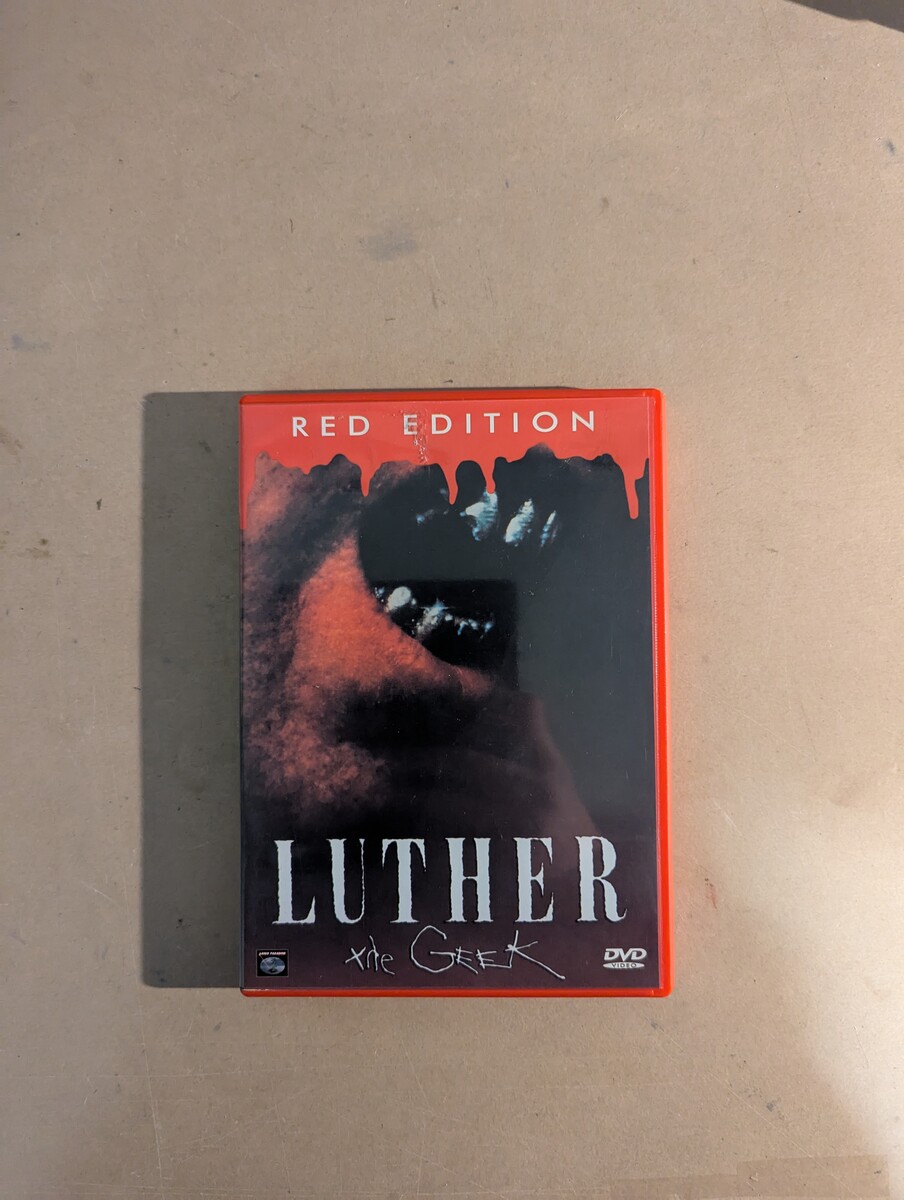 RED EDITION
LUTHER
the GEEK
DVD
VIDEO